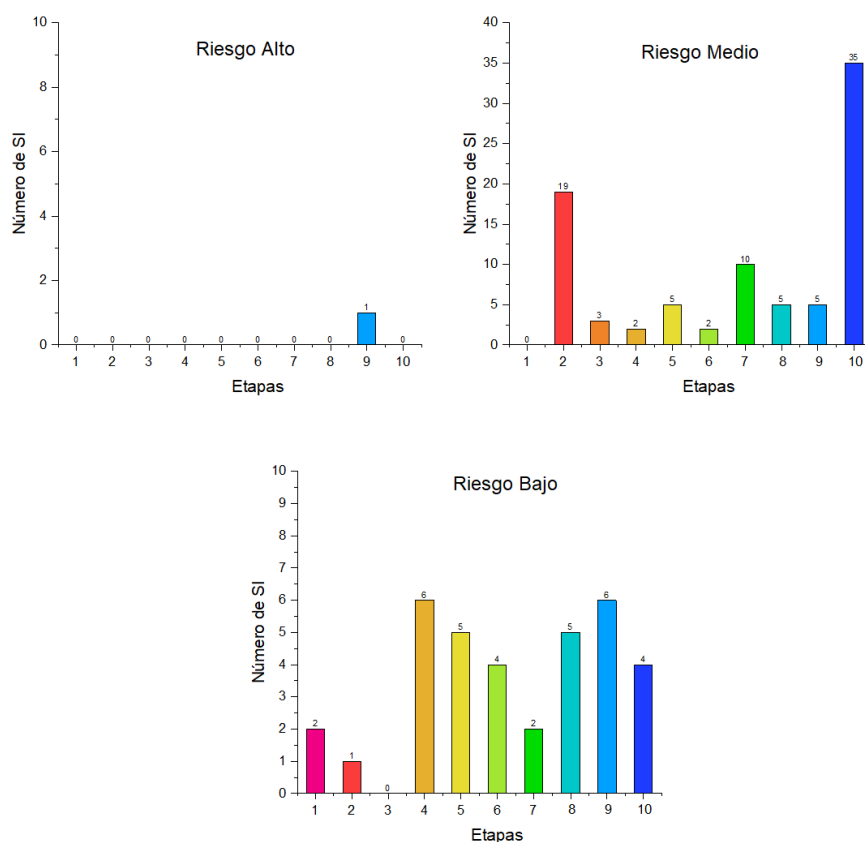 Riesgo Alto
Número de SI
10
8
6
4
2
0
0 0 0 0 0 0 0 0 1 0
1 2 3 4 5 6 7 8 9 10
Etapas
Riesgo Medio
Número de SI
40
35
30
25
20
15
10
5
0
0 19 3 2 5 2 10 5 5 35
1 2 3 4 5 6 7 8 9 10
Etapas
Riesgo Bajo
Número de SI
10
9
8
7
6
5
4
3
2
1
0
2 1 0 6 5 4 2 5 6 4
1 2 3 4 5 6 7 8 9 10
Etapas